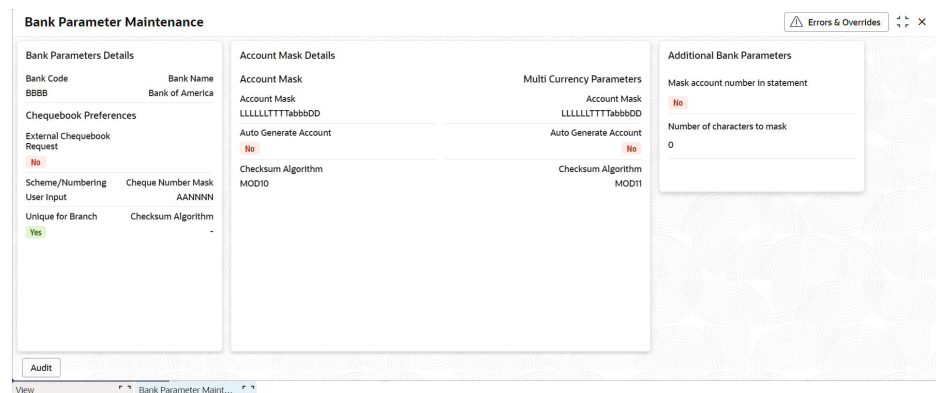 Bank Parameter Maintenance
Errors & Overrides
Bank Parameters Details
Bank Code Bank Name
BBBB Bank of America
Chequebook Preferences
External Chequebook
Request
No
Scheme/Numbering Cheque Number Mask
User Input AANNNN
Unique for Branch Checksum Algorithm
Yes -
Account Mask Details
Account Mask Multi Currency Parameters
Account Mask Account Mask
LLLLLLTTTTabbbDD LLLLLLTTTTabbbDD
Auto Generate Account Auto Generate Account
No No
Checksum Algorithm Checksum Algorithm
MOD10 MOD11
Additional Bank Parameters
Mask account number in statement
No
Number of characters to mask
0
Audit
View Bank Parameter Maint...